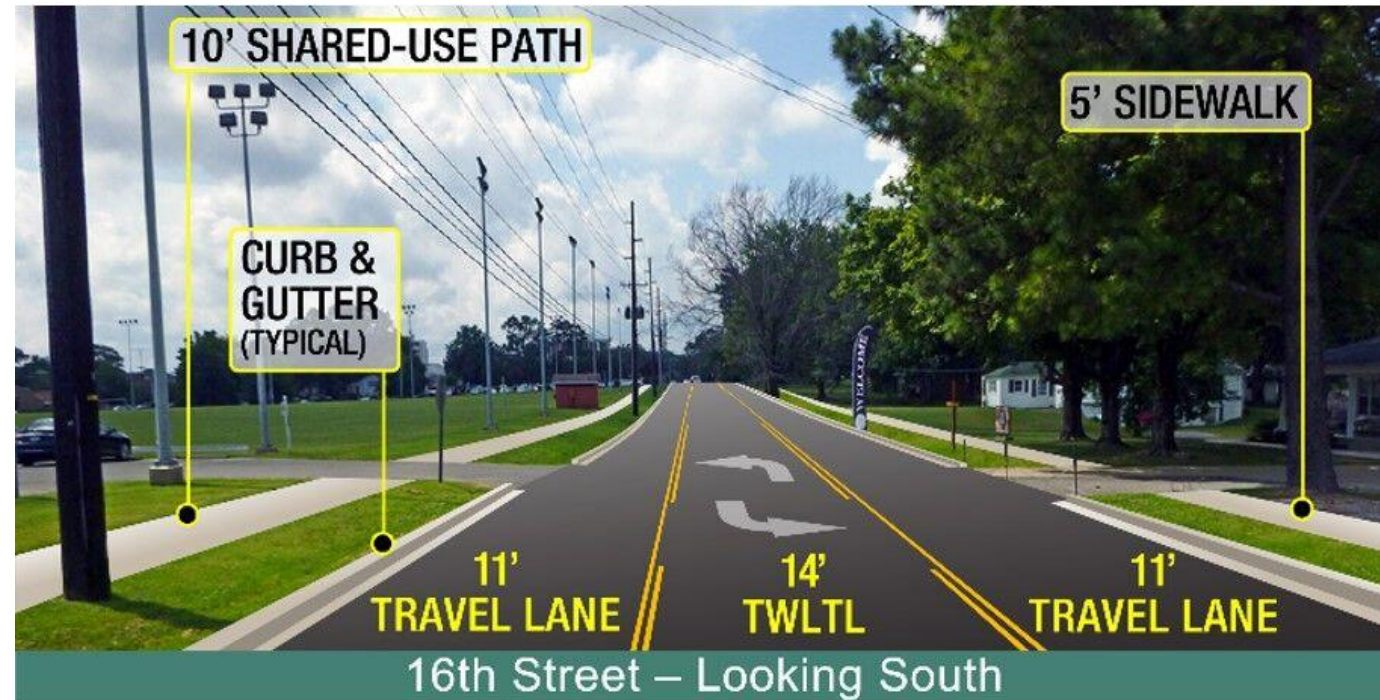 10' SHARED-USE PATH
5' SIDEWALK
CURB &
GUTTER
(TYPICAL)
WELCOME
11'
TRAVEL LANE
14'
TWLTL
11'
TRAVEL LANE
16th Street – Looking South